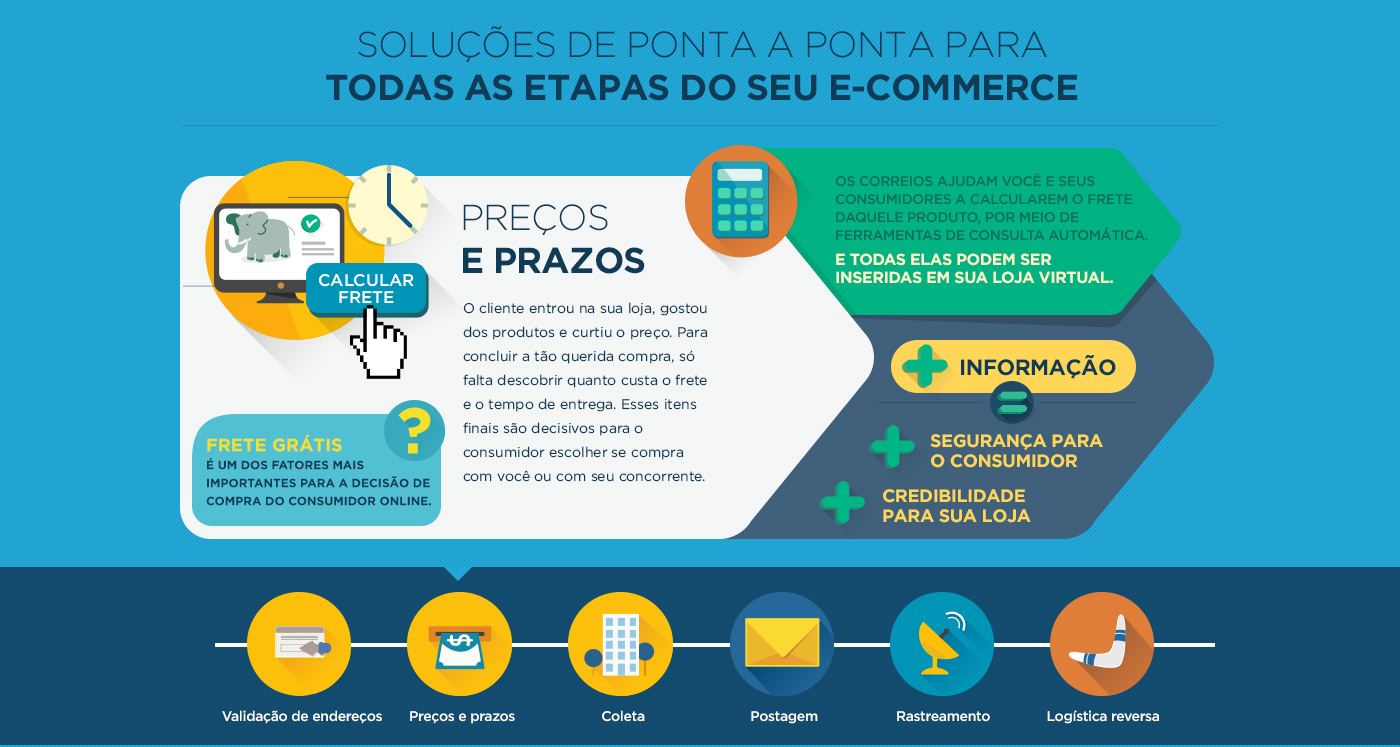 SOLUÇÕES DE PONTA A PONTA PARA
TODAS AS ETAPAS DO SEU E-COMMERCE
CALCULAR
FRETE
PREÇOS
E PRAZOS
O cliente entrou na sua loja, gostou
dos produtos e curtiu o preço. Para
concluir a tão querida compra, só
falta descobrir quanto custa o frete
e o tempo de entrega. Esses itens
finais são decisivos para o
consumidor escolher se compra
com você ou com seu concorrente.
?
FRETE GRÁTIS
É UM DOS FATORES MAIS
IMPORTANTES PARA A DECISÃO DE
COMPRA DO CONSUMIDOR ONLINE.
OS CORREIOS AJUDAM VOCÊ E SEUS
CONSUMIDORES A CALCULAREM O FRETE
DAQUELE PRODUTO, POR MEIO DE
FERRAMENTAS DE CONSULTA AUTOMÁTICA.
E TODAS ELAS PODEM SER
INSERIDAS EM SUA LOJA VIRTUAL.
+ INFORMAÇÃO
=
+ SEGURANÇA PARA
O CONSUMIDOR
+ CREDIBILIDADE
PARA SUA LOJA
$
Validação de endereços
Preços e prazos
Coleta
Postagem
Rastreamento
Logística reversa